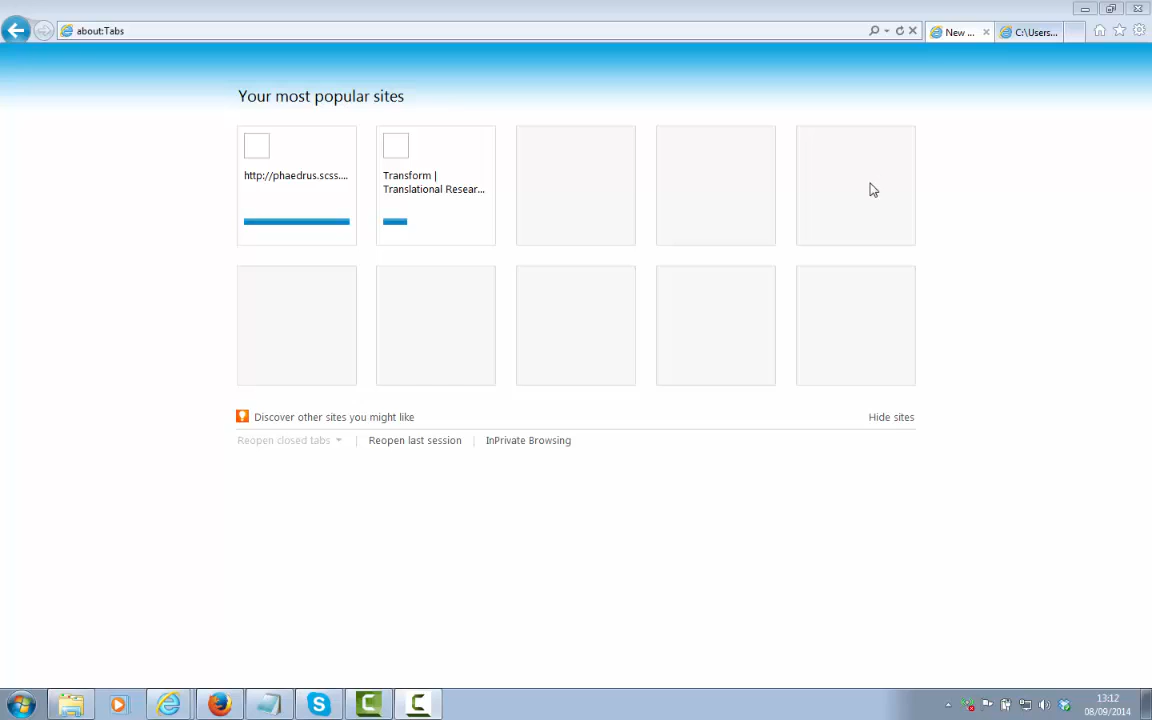 about:Tabs
New ...
C:\Users...
Your most popular sites
http://phaedrus.scss....
Transform |
Translational Resear...
Discover other sites you might like
Hide sites
Reopen closed tabs
Reopen last session
InPrivate Browsing
13:12
08/09/2014